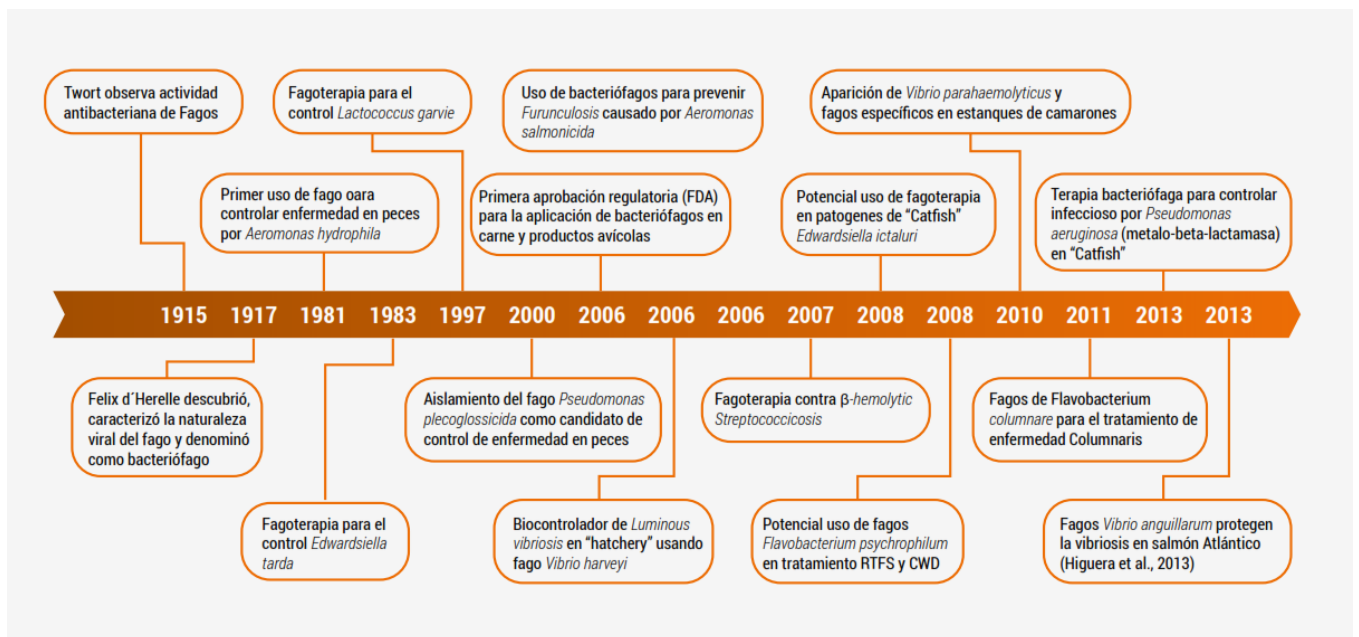 Twort observa actividad
antibacteriana de Fagos
Fagoterapia para el
control Lactococcus garvie
Uso de bacteriófagos para prevenir
Furunculosis causado por Aeromonas
salmonicida
Aparición de Vibrio parahaemolyticus y
fagos específicos en estanques de camarones
Primer uso de fago oara
controlar enfermedad en peces
por Aeromonas hydrophila
Primera aprobación regulatoria (FDA)
para la aplicación de bacteriófagos en
carne y productos avícolas
Potencial uso de fagoterapia
en patogenes de “Catfish”
Edwardsiella ictaluri
Terapia bacteriófaga para controlar
infeccioso por Pseudomonas
aeruginosa (metalo-beta-lactamasa)
en “Catfish”
1915 1917 1981 1983 1997 2000 2006 2006 2006 2007 2008 2008 2010 2011 2013 2013
Felix d´Herelle descubrió,
caracterizó la naturaleza
viral del fago y denominó
como bacteriófago
Aislamiento del fago Pseudomonas
plecoglossicida como candidato de
control de enfermedad en peces
Fagoterapia contra β-hemolytic
Streptococcicosis
Fagos de Flavobacterium
columnare para el tratamiento de
enfermedad Columnaris
Fagoterapia para el
control Edwardsiella
tarda
Biocontrolador de Luminous
vibriosis en “hatchery” usando
fago Vibrio harveyi
Potencial uso de fagos
Flavobacterium psychrophilum
en tratamiento RTFS y CWD
Fagos Vibrio anguillarum protegen
la vibriosis en salmón Atlántico
(Higuera et al., 2013)